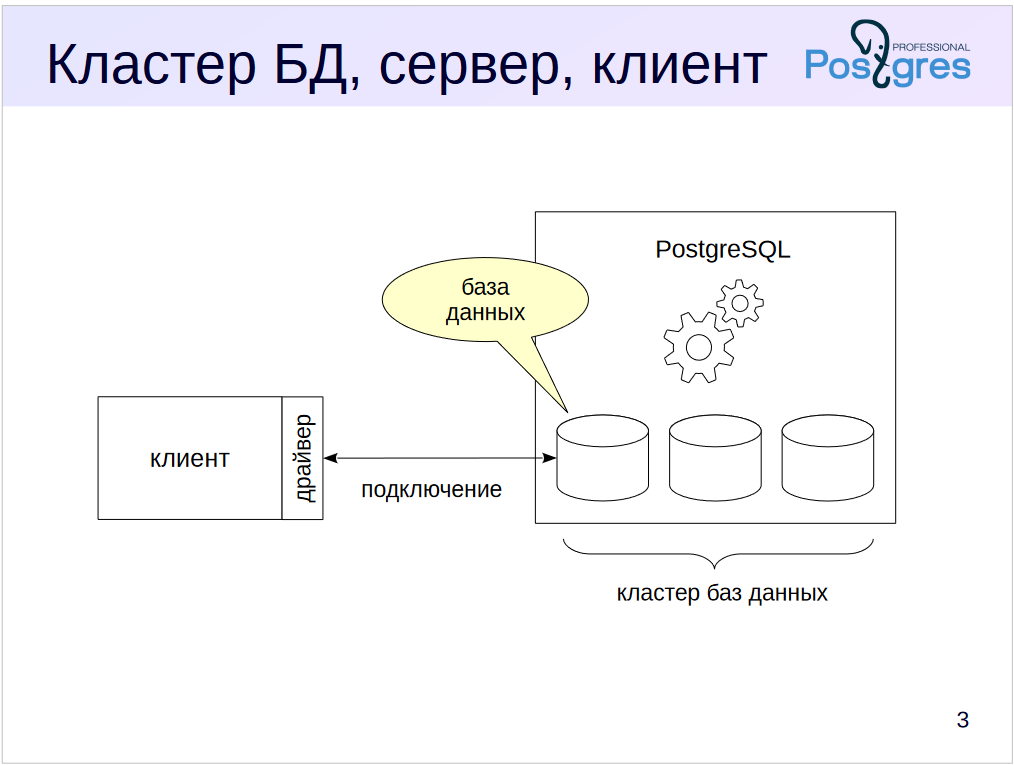 Кластер БД, сервер, клиент
PROFESSIONAL
Postgres
PostgreSQL
база
данных
клиент
драйвер
подключение
кластер баз данных
3